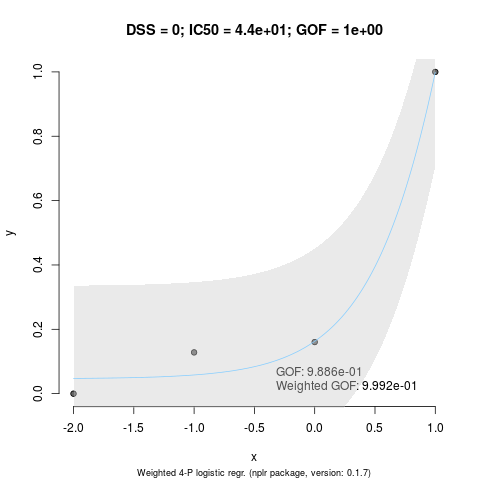 DSS = 0; IC50 = 4.4e+01; GOF = 1e+00
1.0
0.8
0.6
y
0.4
0.2
0.0
GOF: 9.886e-01
Weighted GOF: 9.992e-01
-2.0 -1.5 -1.0 -0.5 0.0 0.5 1.0
x
Weighted 4-P logistic regr. (nplr package, version: 0.1.7)